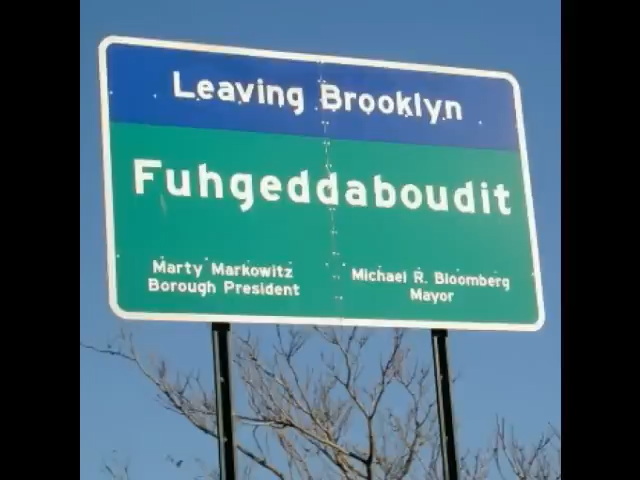 Leaving Brooklyn
Fuhgeddaboudit
Marty Markowitz
Borough President
Michael R. Bloomberg
Mayor